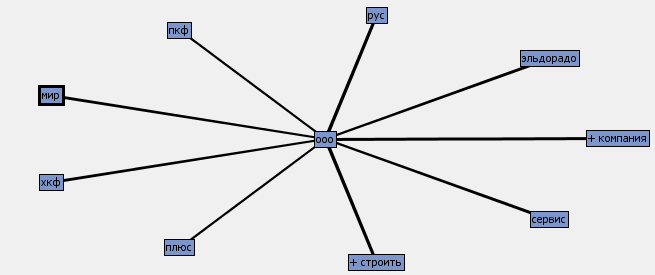 рус
пкф
эльдорадо
мир
ооо
+ компания
хкф
сервис
плюс
+ строить